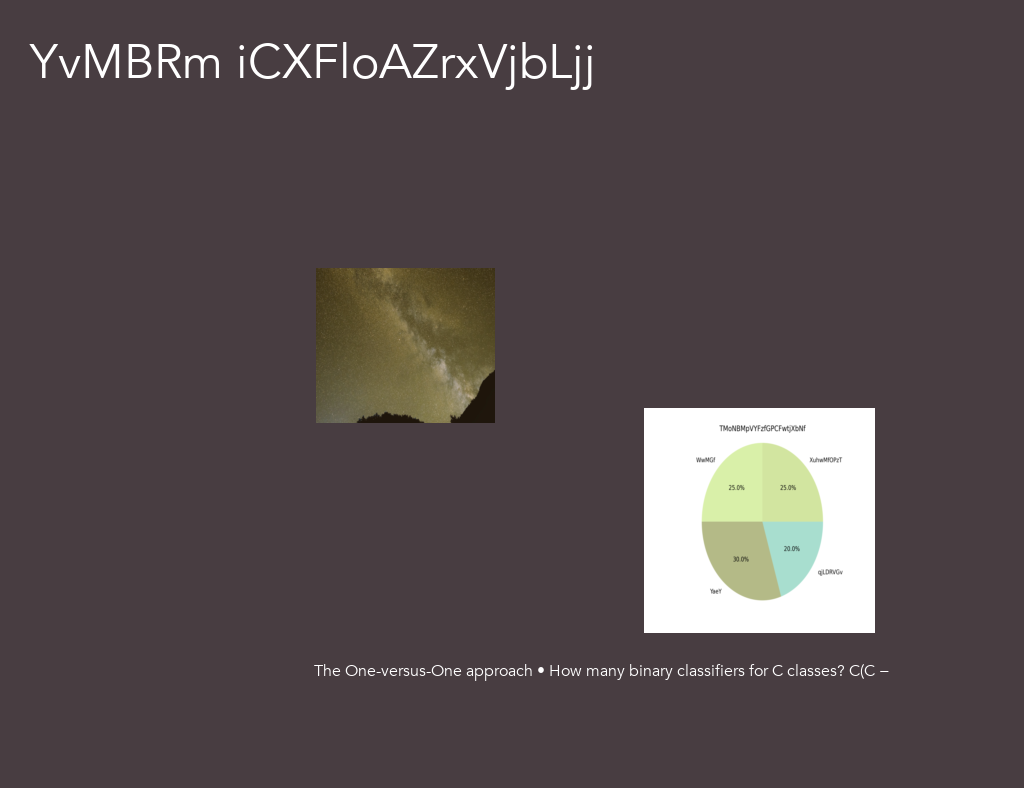 YvMBRm iCXFloAZrxVjbLjj
TMoNBMpVYFzfGPCFwtjXbNf
WwMGf
XuhwMfOPzT
25.0%
25.0%
30.0%
20.0%
qjLDRVGv
YaeY
The One-versus-One approach • How many binary classifiers for C classes? C(C –